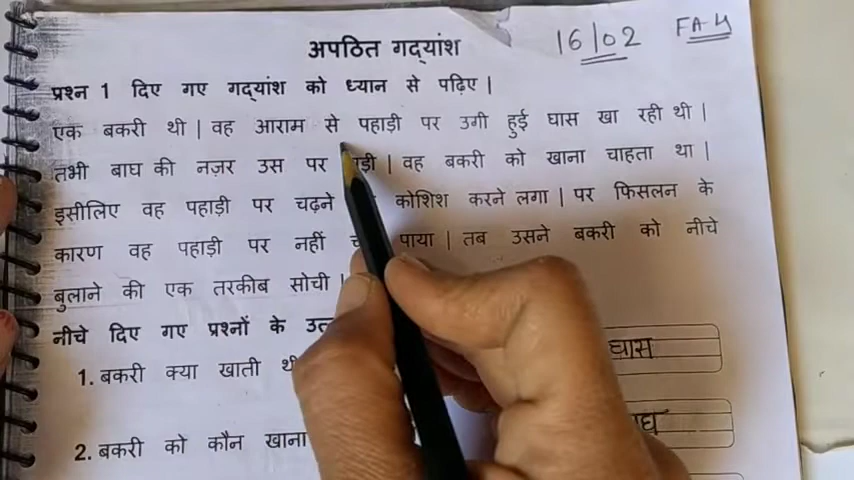 अपठित गद्यांश 16/02 FA-4
प्रश्न 1 दिए गए गद्यांश को ध्यान से पढ़िए |
एक बकरी थी | वह आराम से पहाड़ी पर उगी हुई घास खा रही थी |
तभी बाघ की नज़र उस पर | वह बकरी को खाना चाहता था |
इसीलिए वह पहाड़ी पर चढ़ने कोशिश करने लगा | पर फिसलन के
कारण वह पहाड़ी पर नहीं पाया | तब उसने बकरी को नीचे
बुलाने की एक तरकीब सोची |
नीचे दिए गए प्रश्नों के
1. बकरी क्या खाती घास
2. बकरी को कौन खाना